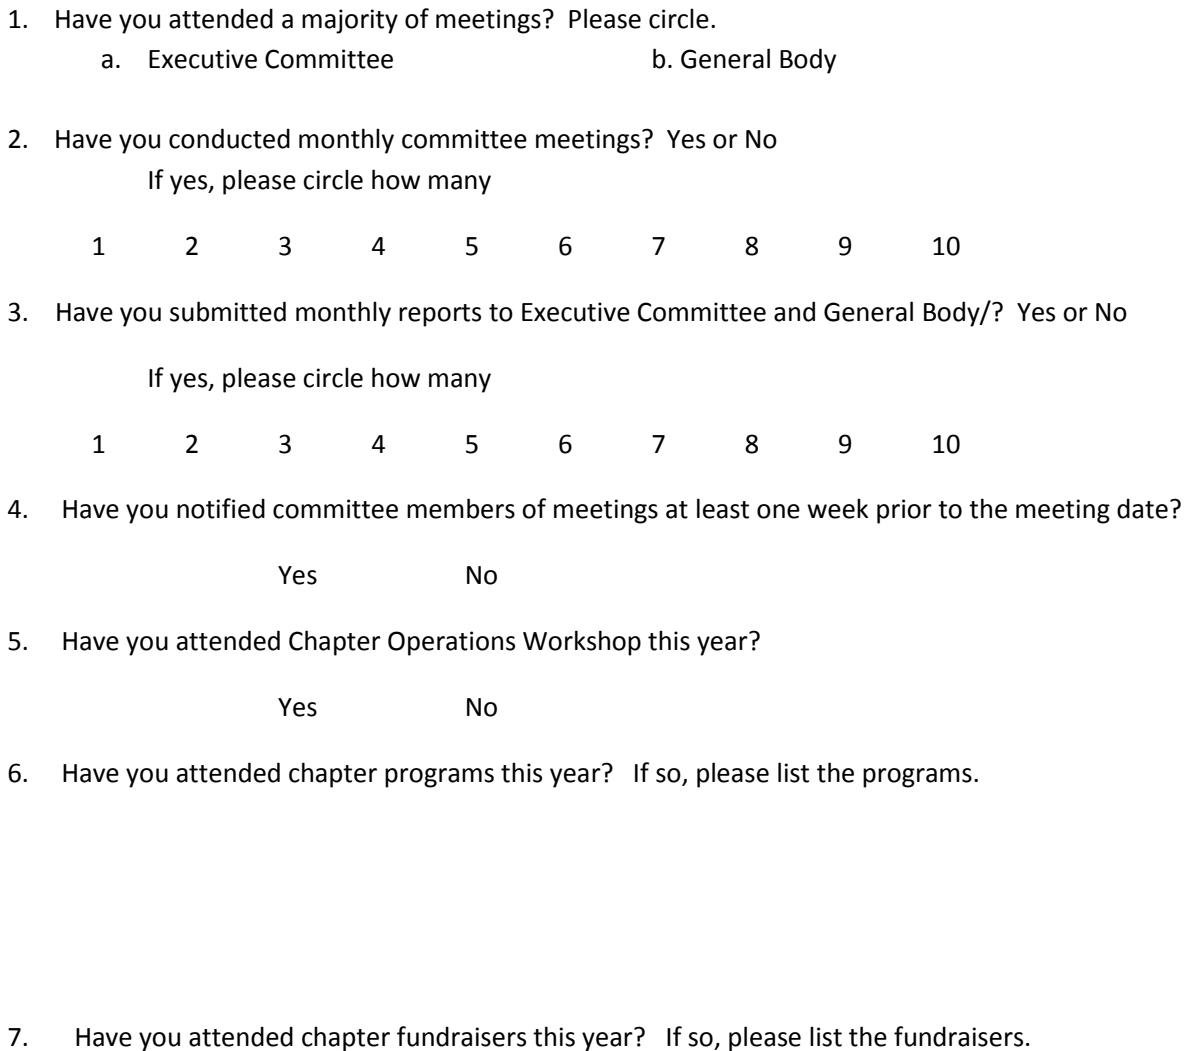 1. Have you attended a majority of meetings? Please circle.
a. Executive Committee b. General Body
2. Have you conducted monthly committee meetings? Yes or No
If yes, please circle how many
1 2 3 4 5 6 7 8 9 10
3. Have you submitted monthly reports to Executive Committee and General Body/? Yes or No
If yes, please circle how many
1 2 3 4 5 6 7 8 9 10
4. Have you notified committee members of meetings at least one week prior to the meeting date?
Yes No
5. Have you attended Chapter Operations Workshop this year?
Yes No
6. Have you attended chapter programs this year? If so, please list the programs.
7. Have you attended chapter fundraisers this year? If so, please list the fundraisers.